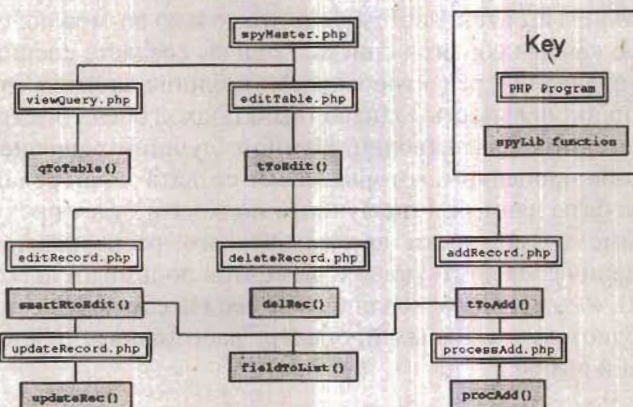 spyMaster.php
Key
viewQuery.php
editTable.php
PHP Program
spyLib function
qToTable()
tToEdit()
editRecord.php
deleteRecord.php
addRecord.php
smartRtoEdit()
delRec()
tToAdd()
updateRecord.php
processAdd.php
fieldToList()
updateRec()
procAdd()